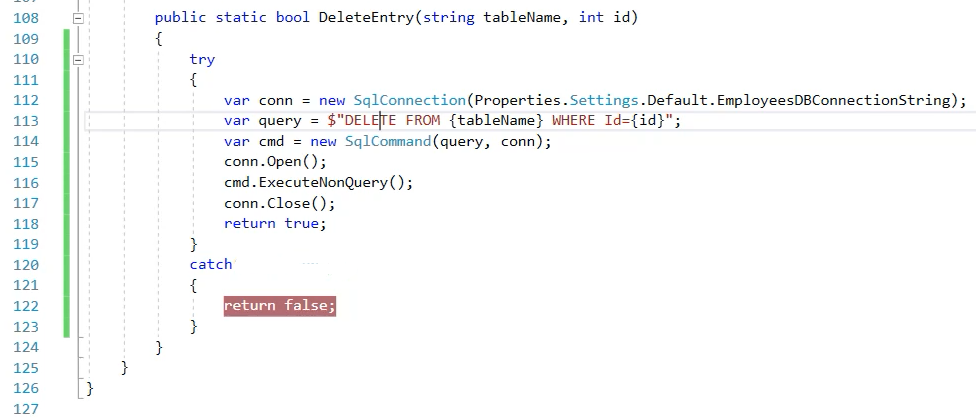 108 public static bool DeleteEntry(string tableName, int id)
109 {
110 try
111 {
112 var conn = new SqlConnection(Properties.Settings.Default.EmployeesDBConnectionString);
113 var query = $"DELETE FROM {tableName} WHERE Id={id}";
114 var cmd = new SqlCommand(query, conn);
115 conn.Open();
116 cmd.ExecuteNonQuery();
117 conn.Close();
118 return true;
119 }
120 catch
121 {
122 return false;
123 }
124 }
125 }
126 }
127